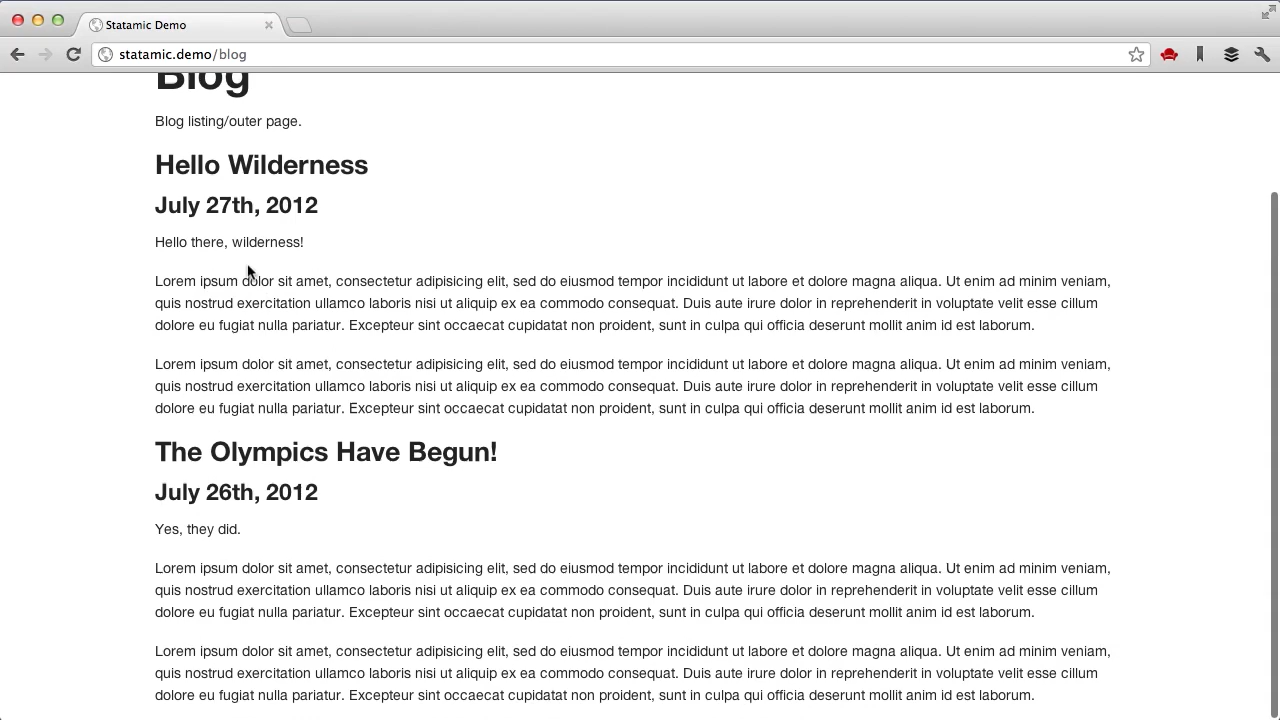 Statamic Demo
statamic.demo/blog
Blog
Blog listing/outer page.
Hello Wilderness
July 27th, 2012
Hello there, wilderness!
Lorem ipsum dolor sit amet, consectetur adipisicing elit, sed do eiusmod tempor incididunt ut labore et dolore magna aliqua. Ut enim ad minim veniam,
quis nostrud exercitation ullamco laboris nisi ut aliquip ex ea commodo consequat. Duis aute irure dolor in reprehenderit in voluptate velit esse cillum
dolore eu fugiat nulla pariatur. Excepteur sint occaecat cupidatat non proident, sunt in culpa qui officia deserunt mollit anim id est laborum.
Lorem ipsum dolor sit amet, consectetur adipisicing elit, sed do eiusmod tempor incididunt ut labore et dolore magna aliqua. Ut enim ad minim veniam,
quis nostrud exercitation ullamco laboris nisi ut aliquip ex ea commodo consequat. Duis aute irure dolor in reprehenderit in voluptate velit esse cillum
dolore eu fugiat nulla pariatur. Excepteur sint occaecat cupidatat non proident, sunt in culpa qui officia deserunt mollit anim id est laborum.
The Olympics Have Begun!
July 26th, 2012
Yes, they did.
Lorem ipsum dolor sit amet, consectetur adipisicing elit, sed do eiusmod tempor incididunt ut labore et dolore magna aliqua. Ut enim ad minim veniam,
quis nostrud exercitation ullamco laboris nisi ut aliquip ex ea commodo consequat. Duis aute irure dolor in reprehenderit in voluptate velit esse cillum
dolore eu fugiat nulla pariatur. Excepteur sint occaecat cupidatat non proident, sunt in culpa qui officia deserunt mollit anim id est laborum.
Lorem ipsum dolor sit amet, consectetur adipisicing elit, sed do eiusmod tempor incididunt ut labore et dolore magna aliqua. Ut enim ad minim veniam,
quis nostrud exercitation ullamco laboris nisi ut aliquip ex ea commodo consequat. Duis aute irure dolor in reprehenderit in voluptate velit esse cillum
dolore eu fugiat nulla pariatur. Excepteur sint occaecat cupidatat non proident, sunt in culpa qui officia deserunt mollit anim id est laborum.